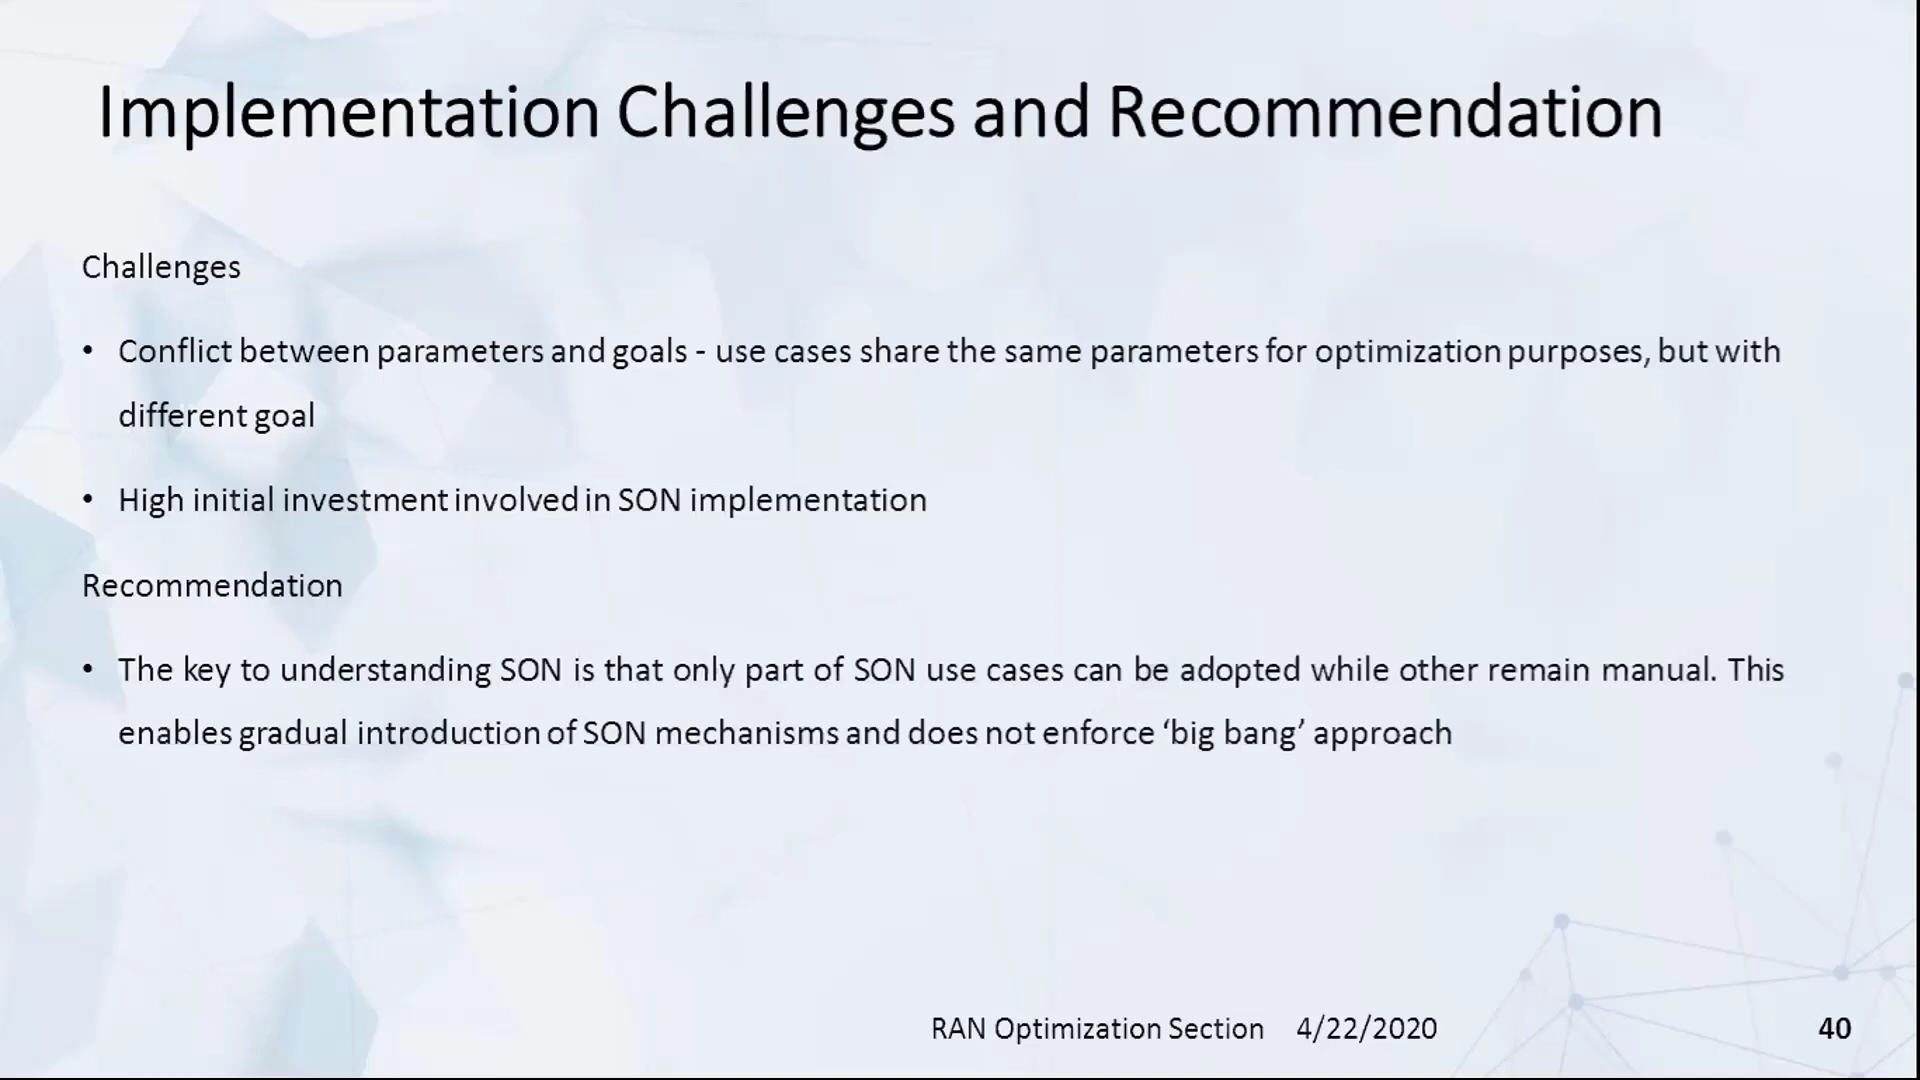 Implementation Challenges and Recommendation
Challenges
• Conflict between parameters and goals - use cases share the same parameters for optimization purposes, but with
different goal
• High initial investment involved in SON implementation
Recommendation
• The key to understanding SON is that only part of SON use cases can be adopted while other remain manual. This
enables gradual introduction of SON mechanisms and does not enforce ‘big bang’ approach
RAN Optimization Section 4/22/2020 40